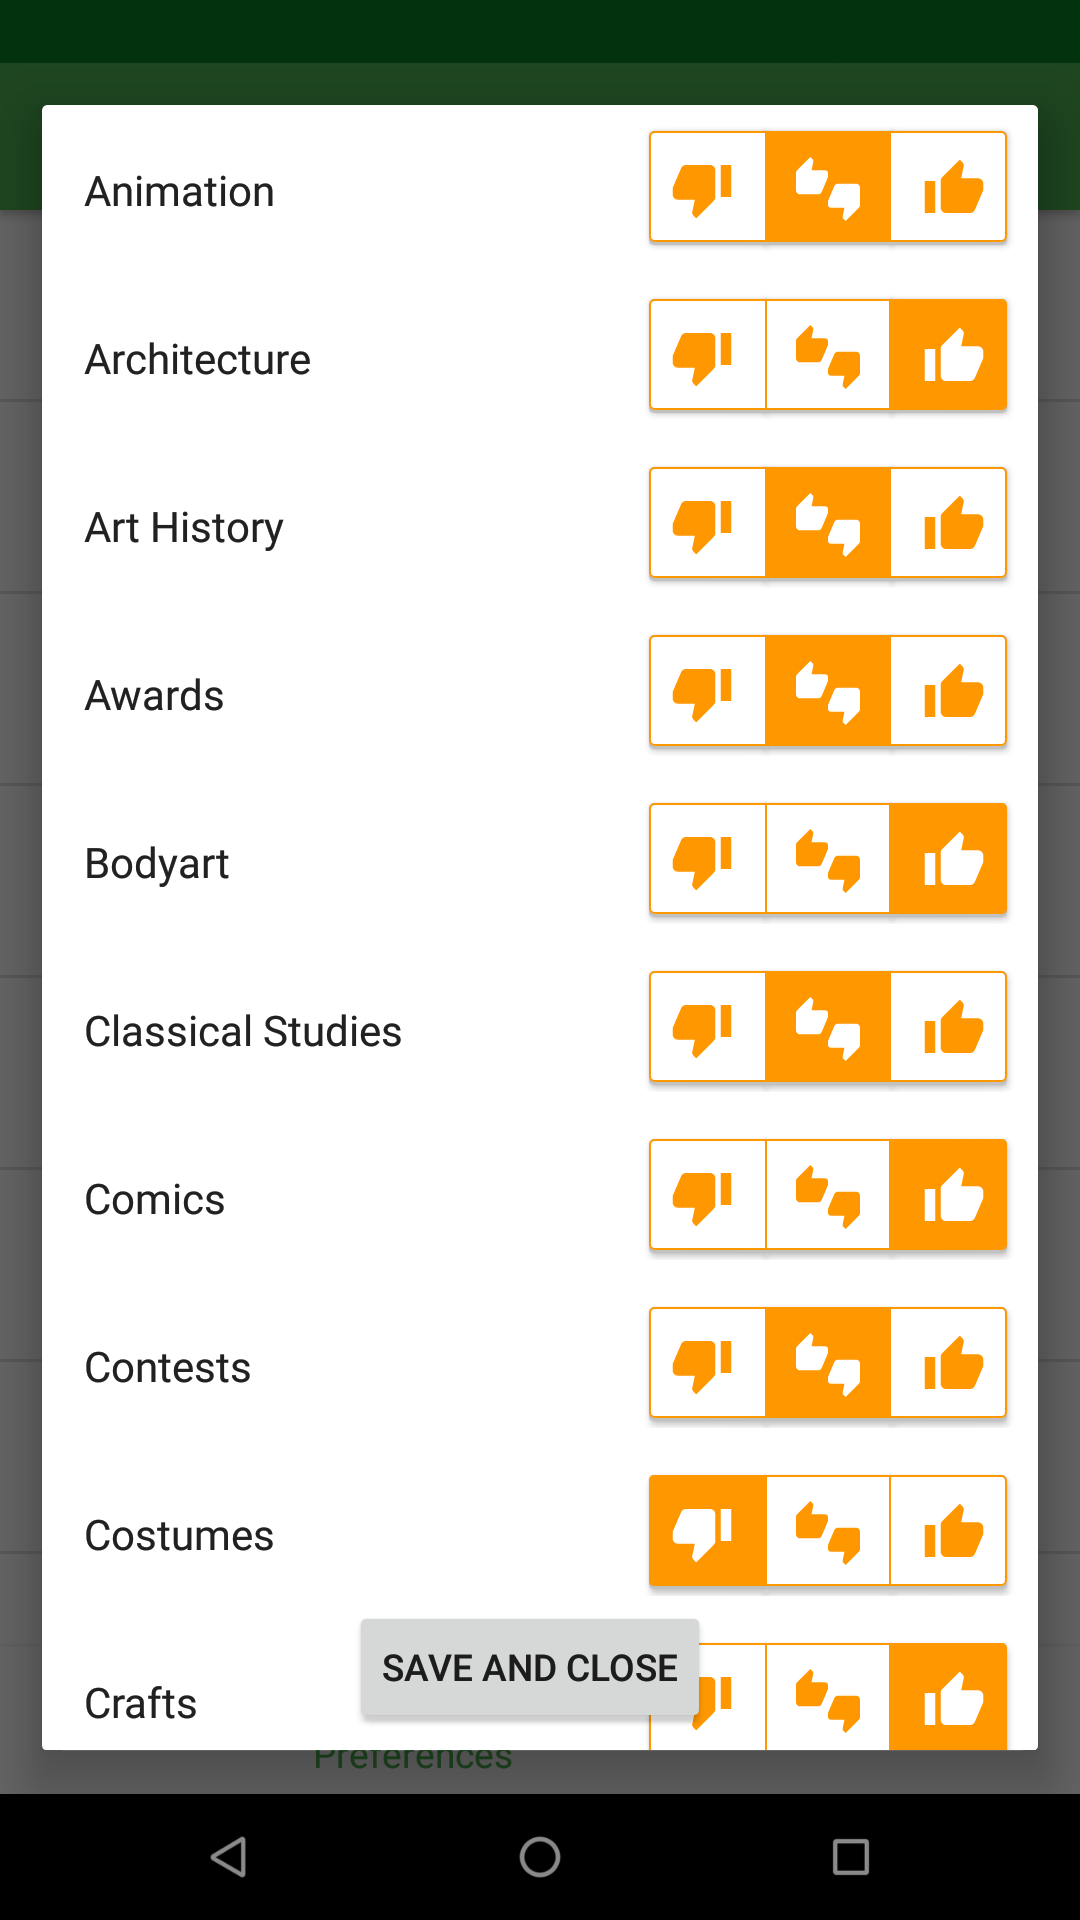 Animation
Architecture
Art History
Awards
Bodyart
Classical Studies
Comics
Contests
Costumes
SAVE AND CLOSE
Crafts
Preferences